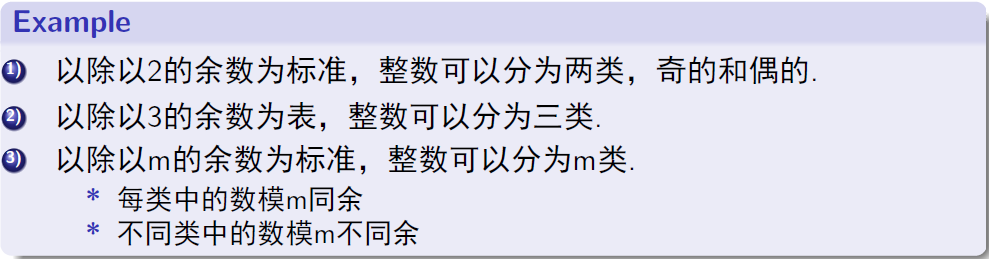 Example
1) 以除以2的余数为标准，整数可以分为两类，奇的和偶的.
2) 以除以3的余数为表，整数可以分为三类.
3) 以除以m的余数为标准，整数可以分为m类.
* 每类中的数模m同余
* 不同类中的数模m不同余